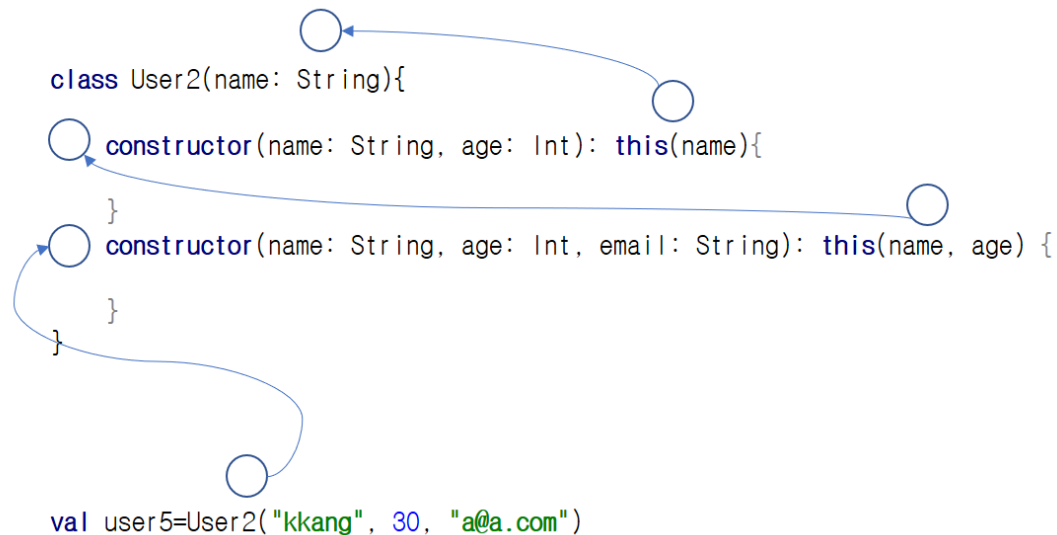 class User2(name: String){
constructor(name: String, age: Int): this(name){
}
constructor(name: String, age: Int, email: String): this(name, age) {
}
}
val user5=User2("kkang", 30, "a@a.com")